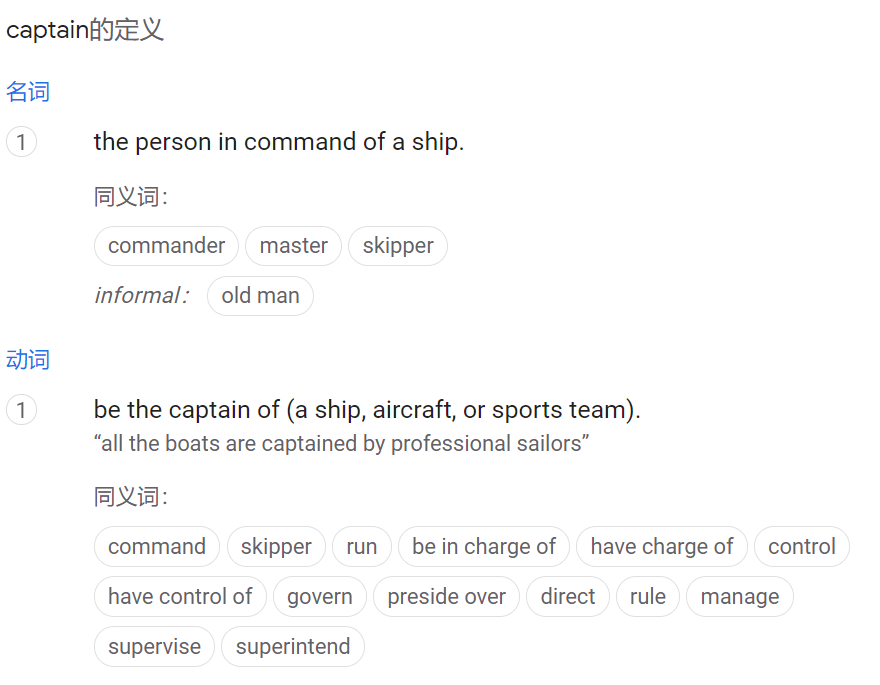 captain的定义
名词
1 the person in command of a ship.
同义词：
commander master skipper
informal： old man
动词
1 be the captain of (a ship, aircraft, or sports team).
“all the boats are captained by professional sailors”
同义词：
command skipper run be in charge of have charge of control
have control of govern preside over direct rule manage
supervise superintend